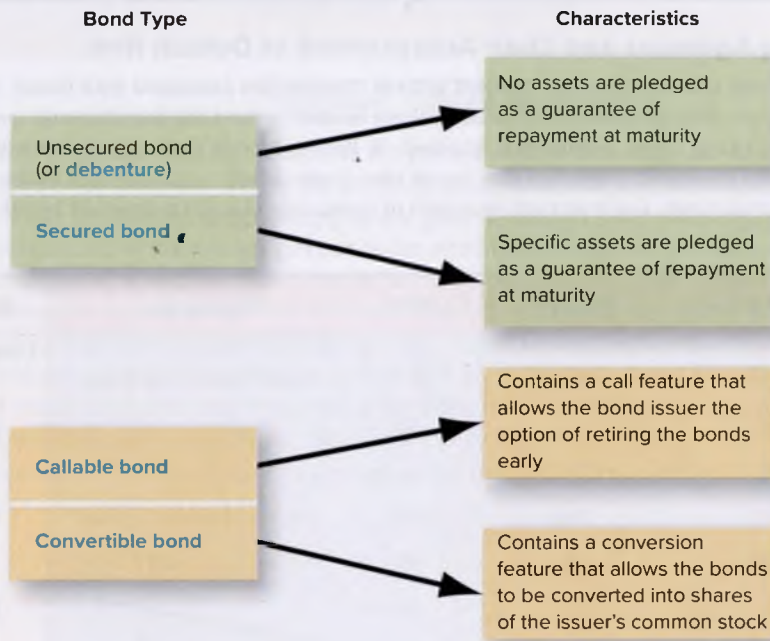 Bond Type
Characteristics
Unsecured bond
(or debenture)
No assets are pledged
as a guarantee of
repayment at maturity
Secured bond
Specific assets are pledged
as a guarantee of repayment
at maturity
Callable bond
Contains a call feature that
allows the bond issuer the
option of retiring the bonds
early
Convertible bond
Contains a conversion
feature that allows the bonds
to be converted into shares
of the issuer's common stock